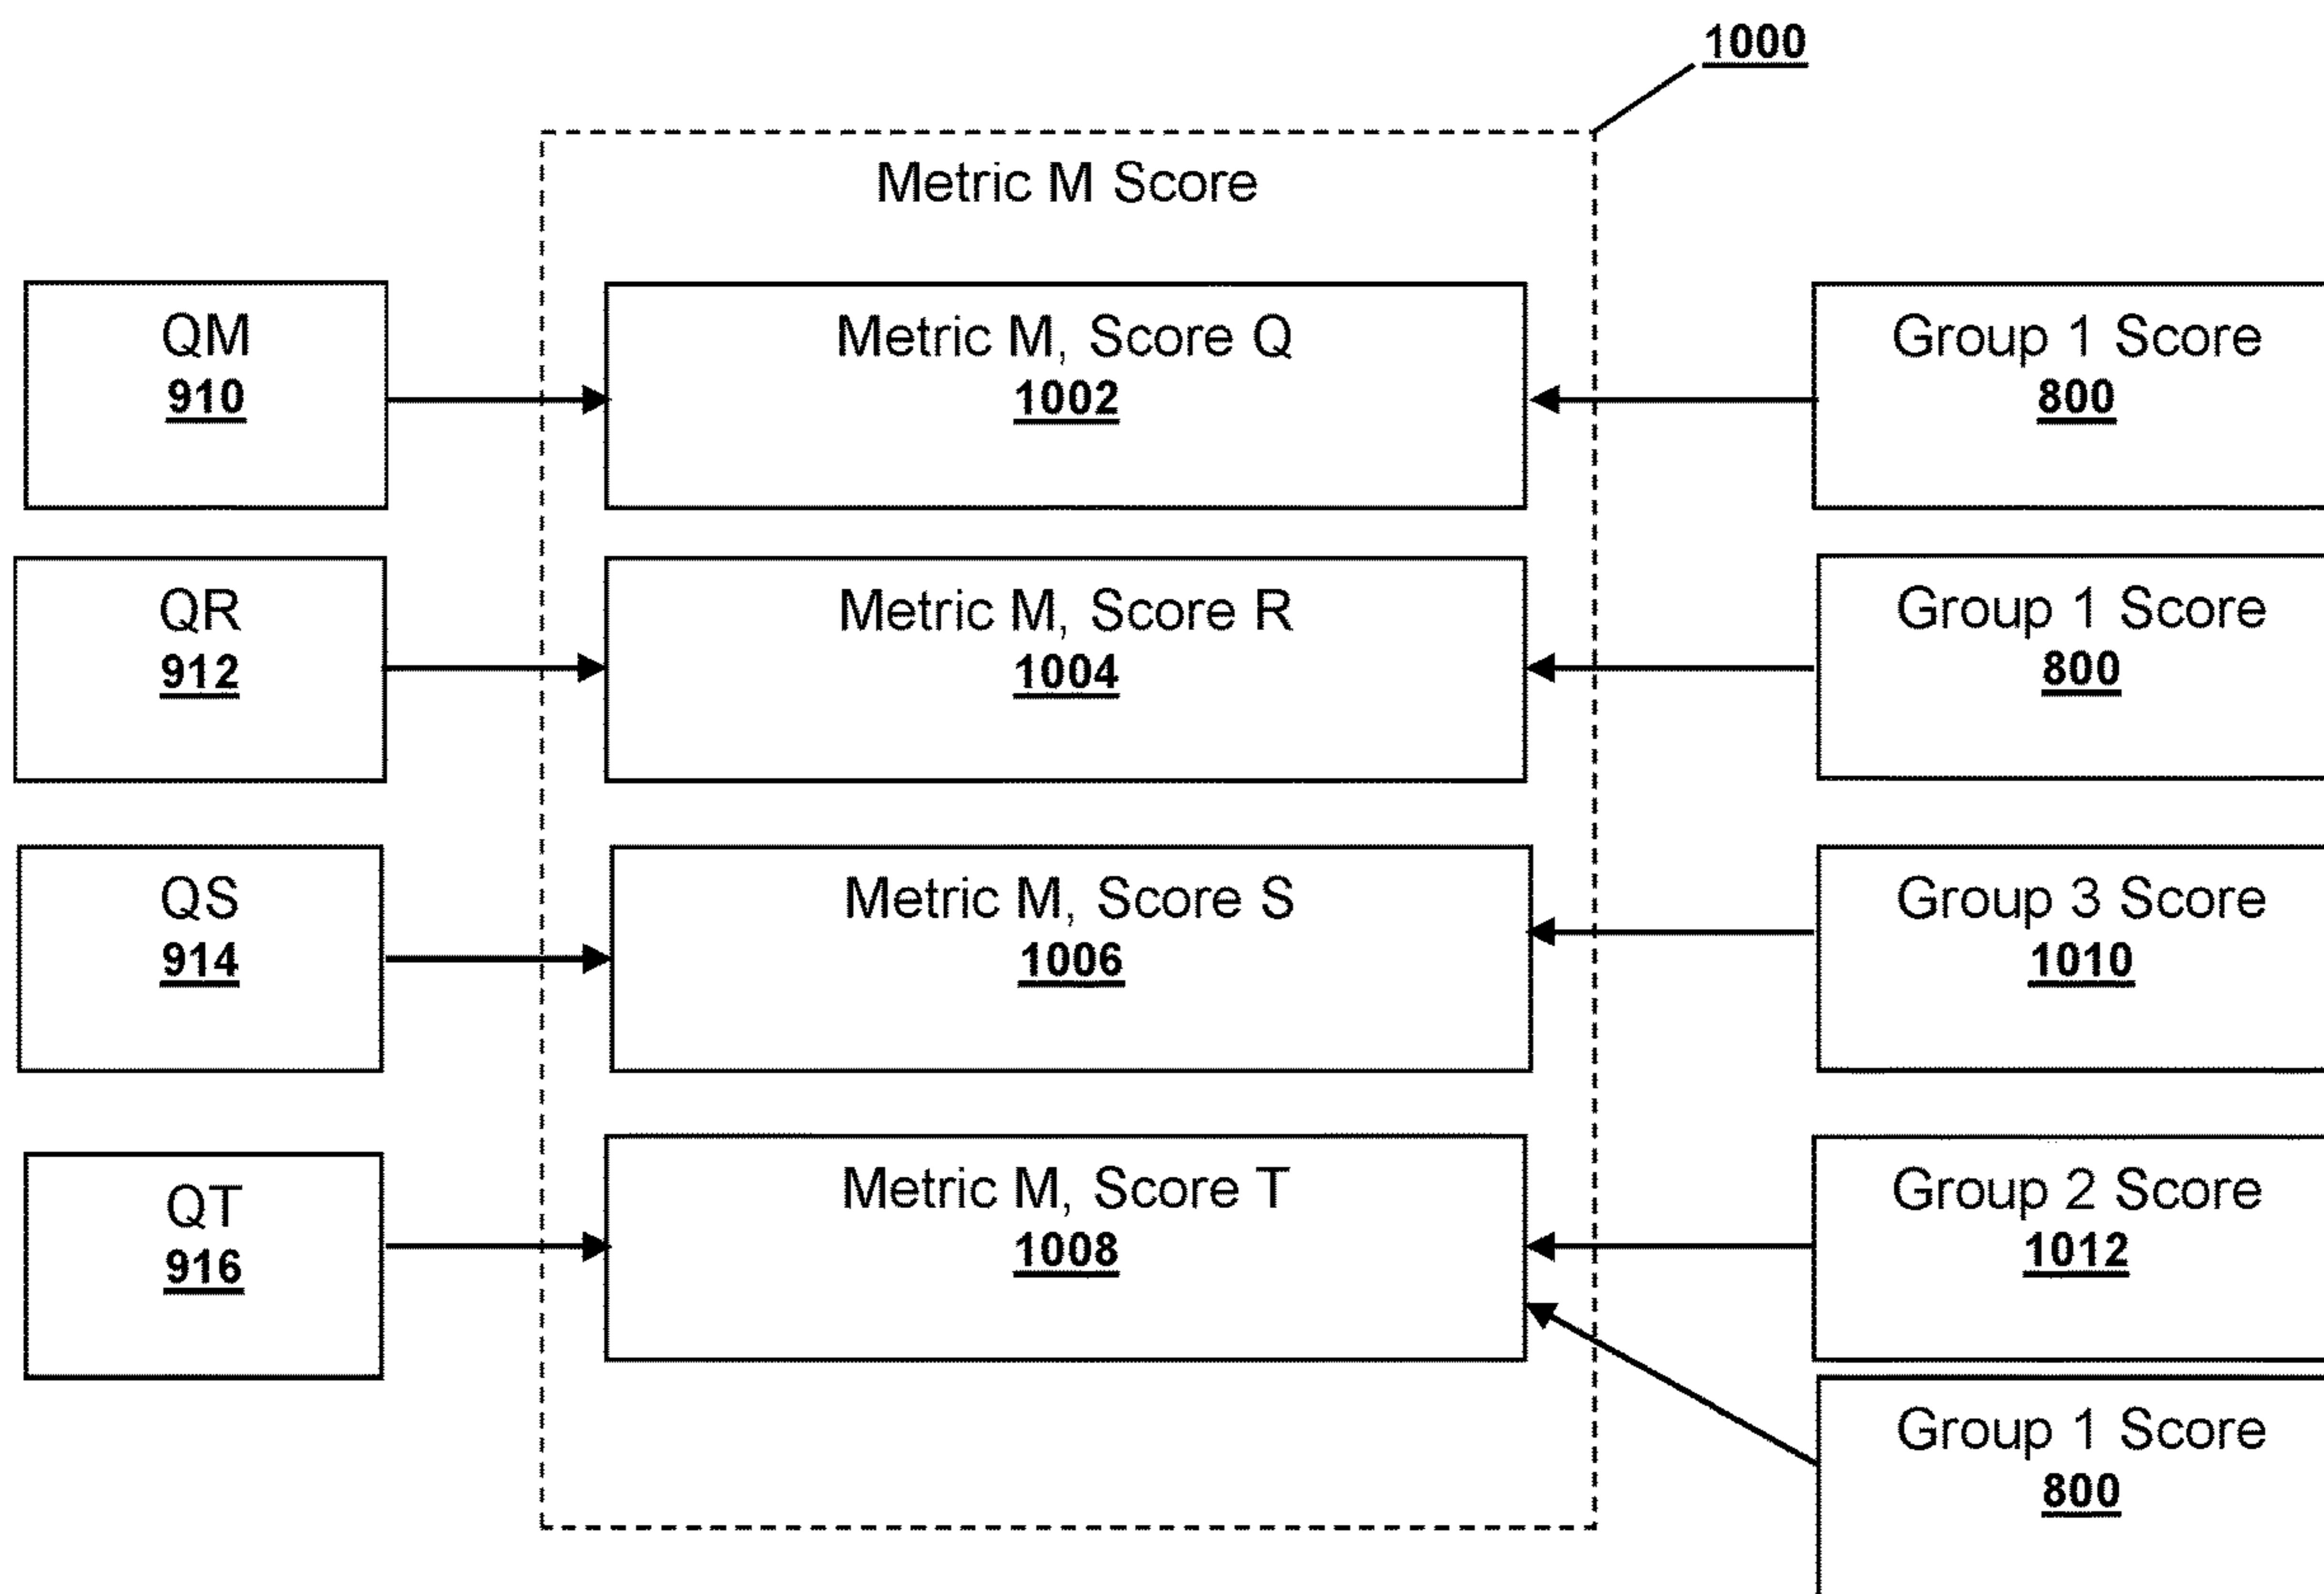 1000
Metric M Score
QM
910
Metric M, Score Q
1002
Group 1 Score
800
QR
912
Metric M, Score R
1004
Group 1 Score
800
QS
914
Metric M, Score S
1006
Group 3 Score
1010
QT
916
Metric M, Score T
1008
Group 2 Score
1012
Group 1 Score
800